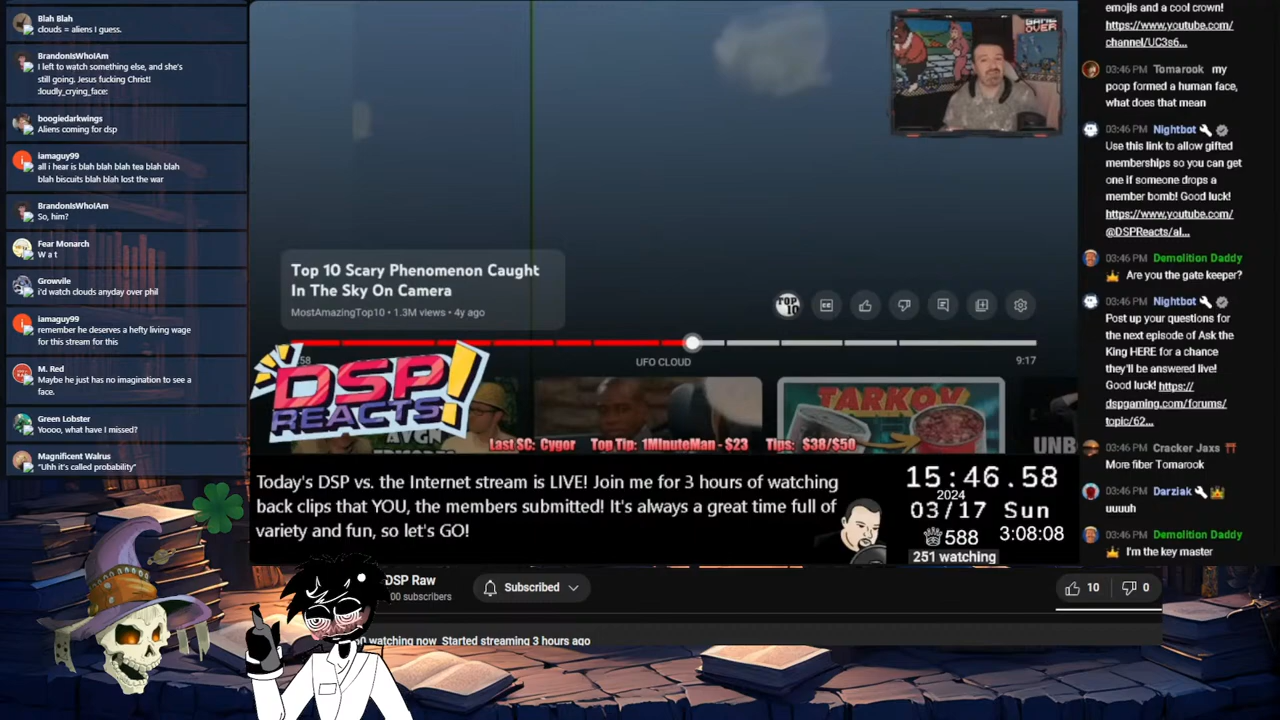 Blah Blah
clouds = aliens I guess.
BrandonIsWhoIAm
I left to watch something else, and she's
still going. Jesus fucking Christ!
:loudly_crying_face:
boogiedarkwings
Aliens coming for dsp
iamaguy99
all i hear is blah blah blah tea blah blah
blah biscuits blah blah lost the war
BrandonIsWhoIAm
So, him?
Fear Monarch
W a t
Growvile
i'd watch clouds anyday over phil
iamaguy99
remember he deserves a hefty living wage
for this stream for this
M. Red
Maybe he just has no imagination to see a
face.
Green Lobster
Yoooo, what have I missed?
Magnificent Walrus
"Uhh it's called probability"
GAME
OVER
Top 10 Scary Phenomenon Caught
In The Sky On Camera
MostAmazingTop10 • 1.3M views • 4y ago
TOP
10
:58
UFO CLOUD
9:17
DSP
REACTS!
AVGN
EPISODES
TARKOV
UNB
Last SC: Cygor Top Tip: 1MinuteMan - $23 Tips: $38/$50
Today's DSP vs. the Internet stream is LIVE! Join me for 3 hours of watching
back clips that YOU, the members submitted! It's always a great time full of
variety and fun, so let's GO!
15:46.58
2024
03/17 Sun
588
3:08:08
251 watching
DSP Raw
00 subscribers
Subscribed
10
0
watching now Started streaming 3 hours ago
emojis and a cool crown!
https://www.youtube.com/
channel/UC3s6...
03:46 PM Tomarook my
poop formed a human face,
what does that mean
03:46 PM Nightbot
Use this link to allow gifted
memberships so you can get
one if someone drops a
member bomb! Good luck!
https://www.youtube.com/
@DSPReacts/al...
03:46 PM Demolition Daddy
Are you the gate keeper?
03:46 PM Nightbot
Post up your questions for
the next episode of Ask the
King HERE for a chance
they'll be answered live!
Good luck! https://
dspgaming.com/forums/
topic/62...
03:46 PM Cracker Jaxs
More fiber Tomarook
03:46 PM Darziak
uuuuh
03:46 PM Demolition Daddy
I'm the key master